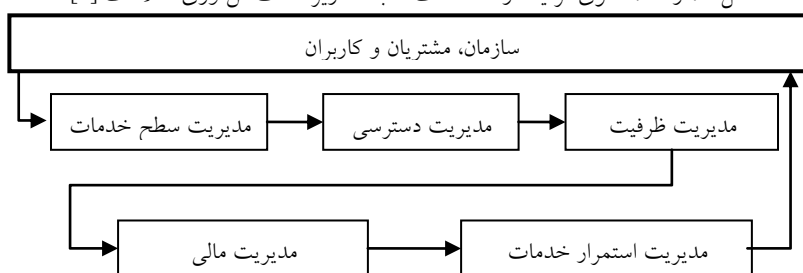 سازمان، مشتریان و کاربران
مدیریت سطح خدمات
مدیریت دسترسی
مدیریت ظرفیت
مدیریت مالی
مدیریت استمرار خدمات